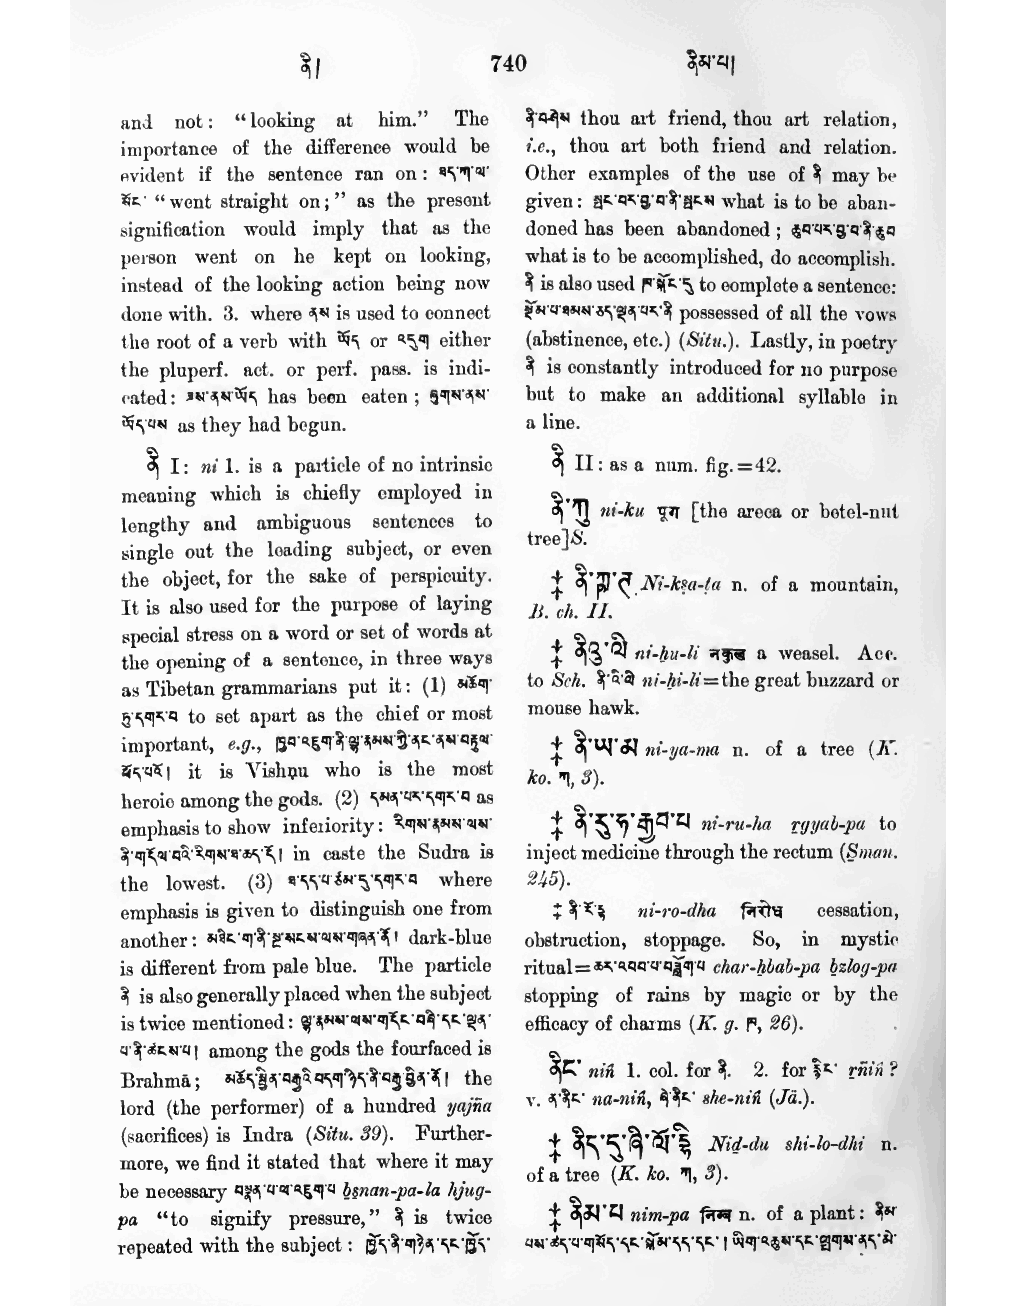 ནི།
740
ནིམ་པ།
and not: “looking at him.” The
importance of the difference would be
evident if the sentence ran on: ཐད་ཀ་ལ་
སོང་ “went straight on;” as the present
signification would imply that as the
person went on he kept on looking,
instead of the looking action being now
done with. 3. where ནས is used to connect
the root of a verb with ཡོད or འདུག either
the pluperf. act. or perf. pass. is indi-
cated: ཟས་ནས་ཡོད has been eaten; ཞུགས་ནས་
ཡོད་པས as they had begun.
ནི I: ni 1. is a particle of no intrinsic
meaning which is chiefly employed in
lengthy and ambiguous sentences to
single out the leading subject, or even
the object, for the sake of perspicuity.
It is also used for the purpose of laying
special stress on a word or set of words at
the opening of a sentence, in three ways
as Tibetan grammarians put it: (1) མཆོག་
ཏུ་དགར་བ to set apart as the chief or most
important, e.g., ཁྱབ་འཇུག་ནི་ལྷ་རྣམས་ཀྱི་ནང་ནས་བརྟུལ་
ཕོད་པའོ། it is Vishṇu who is the most
heroic among the gods. (2) དམན་པར་དགར་བ as
emphasis to show inferiority: རིགས་རྣམས་ལས་
ནི་གདོལ་བའི་རིགས་ཐ་ཆད་དོ། in caste the Sudra is
the lowest. (3) ཐ་དད་པ་ཙམ་དུ་དགར་བ where
emphasis is given to distinguish one from
another: མཐིང་ག་ནི་སྔ་སངས་ལས་གཞན་ནོ། dark-blue
is different from pale blue. The particle
ནི is also generally placed when the subject
is twice mentioned: ལྷ་རྣམས་ལས་གདོང་བཞི་དང་ལྡན་
པ་ནི་ཚངས་པ། among the gods the fourfaced is
Brahmā; མཆོད་སྦྱིན་བརྒྱའི་བདག་ཉིད་ནི་བརྒྱ་བྱིན་ནོ། the
lord (the performer) of a hundred yajña
(sacrifices) is Indra (Situ. 39). Further-
more, we find it stated that where it may
be necessary བསྣན་པ་ལ་འཇུག་པ b̤s̤nan-pa-la hjug-
pa “to signify pressure,” ནི is twice
repeated with the subject: ཁྱོད་ནི་གཉེན་དང་ཁྱོད་
ནི་བཤེས thou art friend, thou art relation,
i.e., thou art both friend and relation.
Other examples of the use of ནི may be
given: སྤང་བར་བྱ་བ་ནི་སྤངས what is to be aban-
doned has been abandoned; རྩུབ་པར་བྱ་བ་ནི་རྩུབ
what is to be accomplished, do accomplish.
ནི is also used ཁ་སྐོང་དུ to complete a sentence:
སྡོམ་པ་ཐམས་ཅད་ལྡན་པར་ནི possessed of all the vows
(abstinence, etc.) (Situ.). Lastly, in poetry
ནི is constantly introduced for no purpose
but to make an additional syllable in
a line.
ནི II: as a num. fig.=42.
ནི་ཀུ ni-ku पूग [the areca or betel-nut
tree]S.
‡ ནི་ཀྵ་ཏ Ni-kṣa-ṭa n. of a mountain,
B. ch. II.
‡ ནིའུ་ལི ni-ḥu-li नकुल a weasel. Acc.
to Sch. ནི་འི་ལི ni-ḥi-li=the great buzzard or
mouse hawk.
‡ ནི་ཡ་མ ni-ya-ma n. of a tree (K.
ko. ཀ, 3).
‡ ནི་རུ་ཧ་རྒྱབ་པ ni-ru-ha ṟgyab-pa to
inject medicine through the rectum (S̱man.
245).
‡ ནི་རོ་དྷ ni-ro-dha निरोध cessation,
obstruction, stoppage. So, in mystic
ritual=ཆར་འབབ་པ་བཟློག་པ char-ḥbab-pa ḇzlog-pa
stopping of rains by magic or by the
efficacy of charms (K. g. ཁ, 26).
ནིང་ niṅ 1. col. for ནི. 2. for རྙིང་ ṟñiṅ?
v. ན་ནིང་ na-niṅ, ཞེ་ནིང་ she-niṅ (Jä.).
‡ ནིད་དུ་ཞི་ལོ་དྷི Niḏ-du shi-lo-dhi n.
of a tree (K. ko. ཀ, 3).
‡ ནིམ་པ nim-pa निम्ब n. of a plant: ནིམ་
པས་ཚད་པ་གསོད་དང་སྐོམ་དད་དང་། ཡིག་འཆུས་དང་ཁྲགས་ནད་སེ་